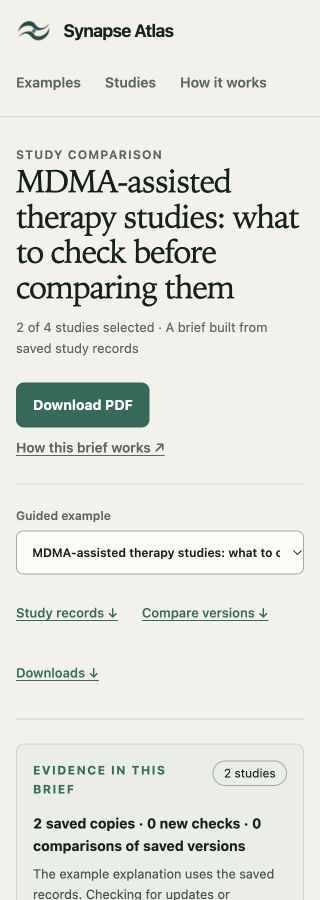 Synapse Atlas
Examples Studies How it works
STUDY COMPARISON
MDMA-assisted
therapy studies: what
to check before
comparing them
2 of 4 studies selected · A brief built from
saved study records
Download PDF
How this brief works ↗
Guided example
MDMA-assisted therapy studies: what to c
Study records ↓ Compare versions ↓
Downloads ↓
EVIDENCE IN THIS
BRIEF
2 studies
2 saved copies · 0 new checks · 0
comparisons of saved versions
The example explanation uses the saved
records. Checking for updates or